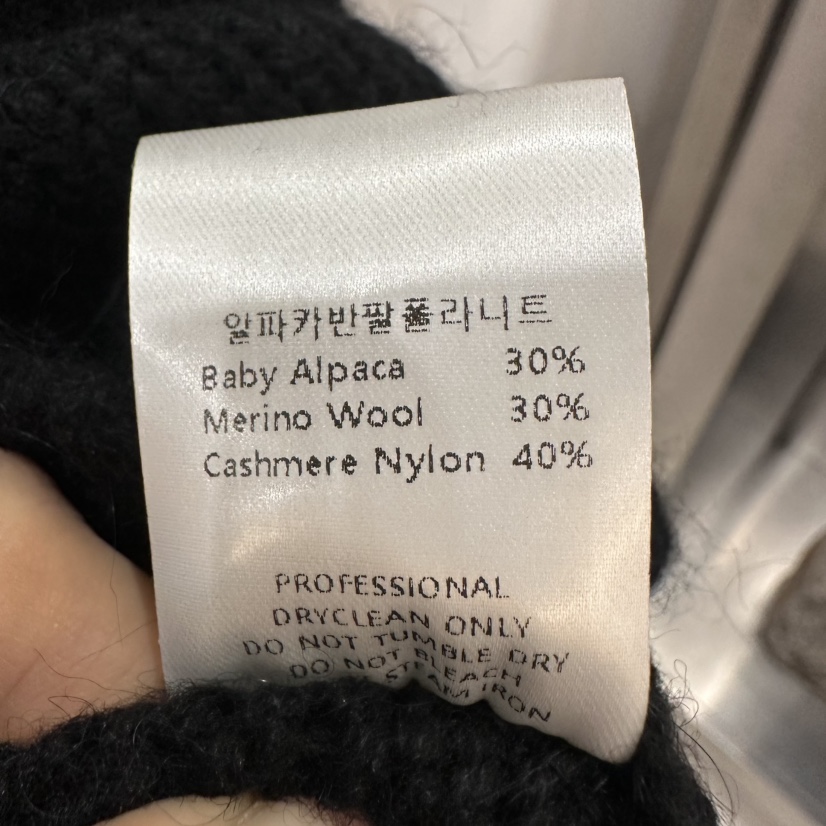 알파카반팔폴라니트
Baby Alpaca 30%
Merino Wool 30%
Cashmere Nylon 40%
PROFESSIONAL
DRYCLEAN ONLY
DO NOT TUMBLE DRY
DO NOT BLEACH
STEAM IRON